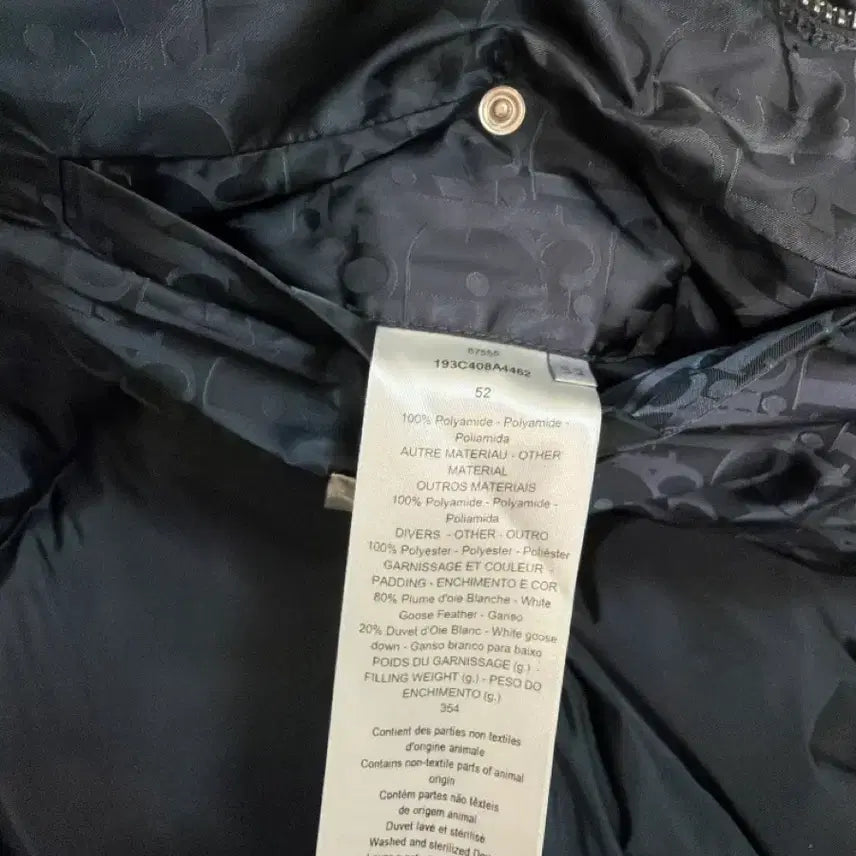 67556
193C408A4462
52
52
100% Polyamide - Polyamide -
Poliamida
AUTRE MATERIAU - OTHER
MATERIAL
OUTROS MATERIAIS
100% Polyamide - Polyamide -
Poliamida
DIVERS - OTHER - OUTRO
100% Polyester - Polyester - Poliéster
GARNISSAGE ET COULEUR -
PADDING - ENCHIMENTO E COR
80% Plume d'oie Blanche - White
Goose Feather - Ganso
20% Duvet d'Oie Blanc - White goose
down - Ganso branco para baixo
POIDS DU GARNISSAGE (g.) -
FILLING WEIGHT (g.) - PESO DO
ENCHIMENTO (g.)
354
Contient des parties non textiles
d'origine animale
Contains non-textile parts of animal
origin
Contém partes não têxteis
de origem animal
Duvet lavé et stérilisé
Washed and sterilized